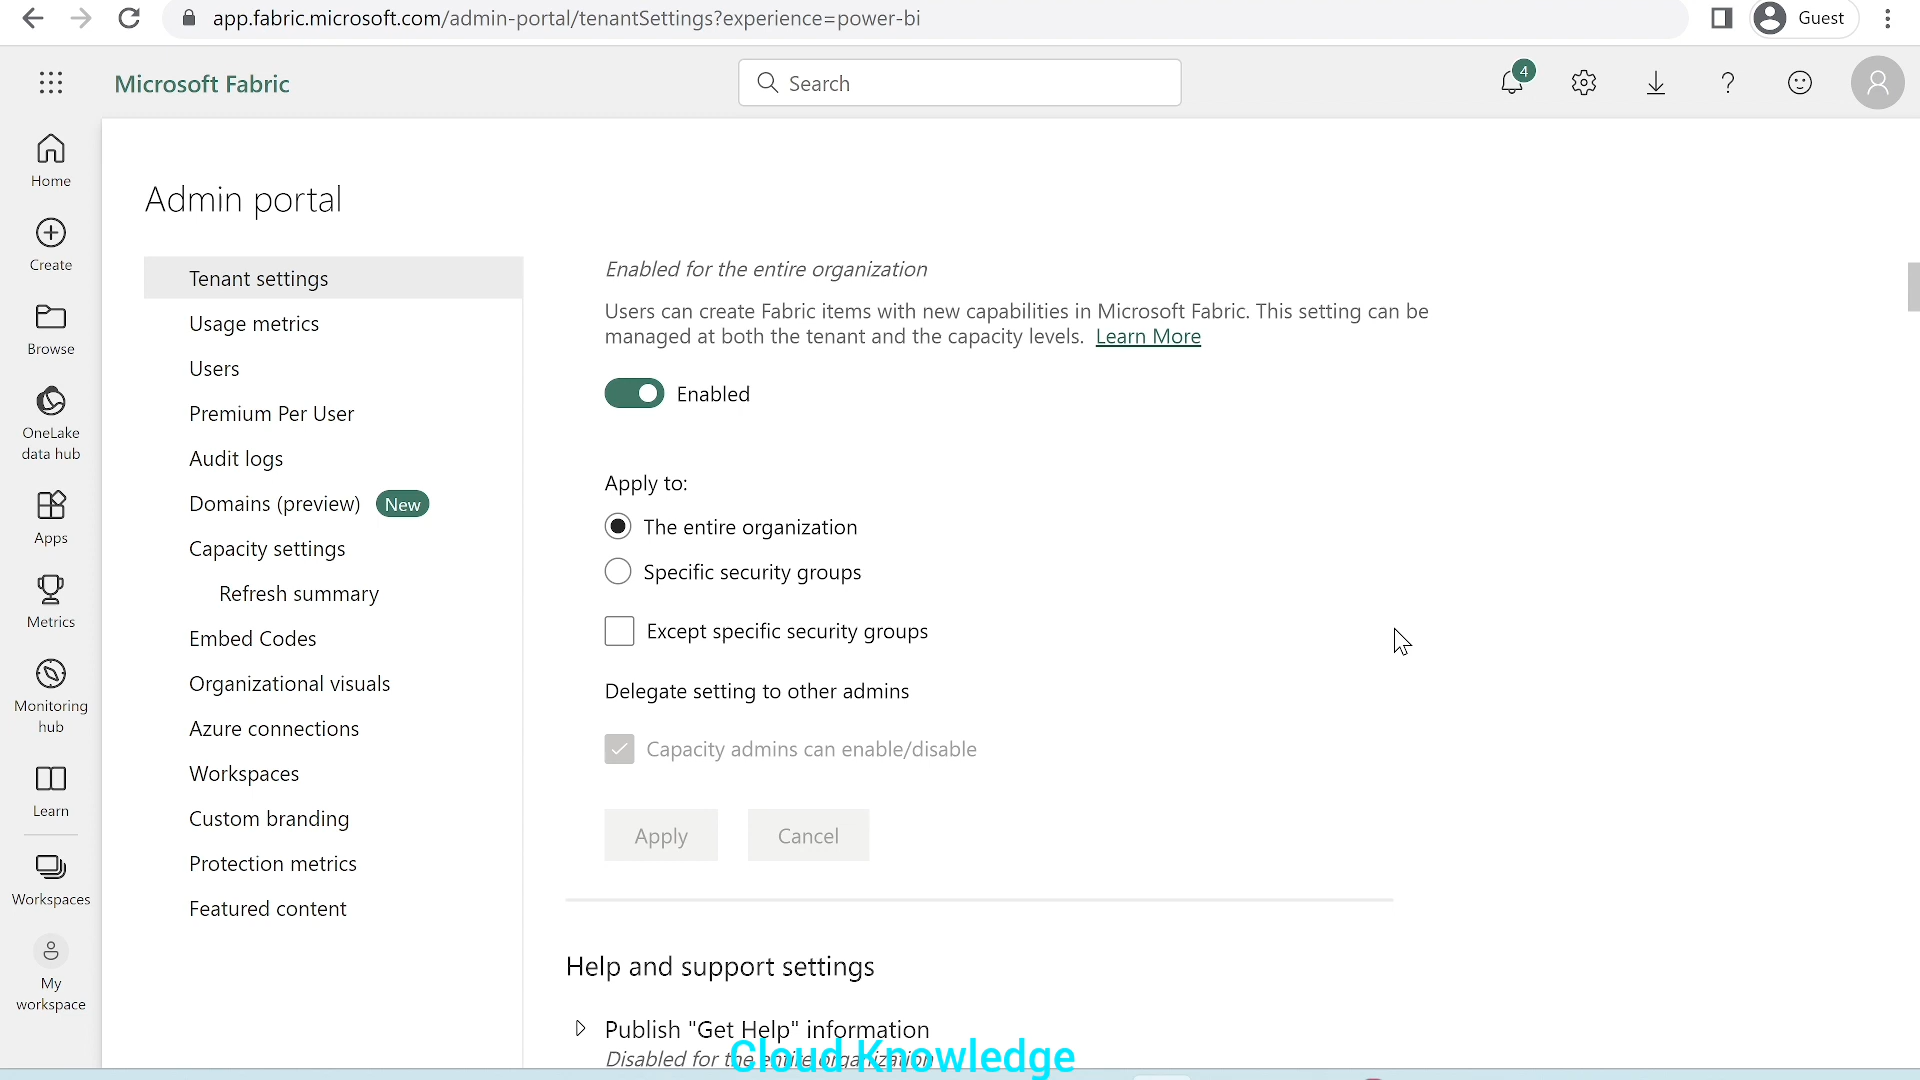 app.fabric.microsoft.com/admin-portal/tenantSettings?experience=power-bi
Guest
Microsoft Fabric
Search
4
Home
Create
Browse
OneLake
data hub
Apps
Metrics
Monitoring
hub
Learn
Workspaces
My
workspace
Admin portal
Tenant settings
Usage metrics
Users
Premium Per User
Audit logs
Domains (preview) New
Capacity settings
Refresh summary
Embed Codes
Organizational visuals
Azure connections
Workspaces
Custom branding
Protection metrics
Featured content
Enabled for the entire organization
Users can create Fabric items with new capabilities in Microsoft Fabric. This setting can be
managed at both the tenant and the capacity levels. Learn More
Enabled
Apply to:
The entire organization
Specific security groups
Except specific security groups
Delegate setting to other admins
Capacity admins can enable/disable
Apply
Cancel
Help and support settings
Publish "Get Help" information
Disabled for the entire organization
Cloud Knowledge